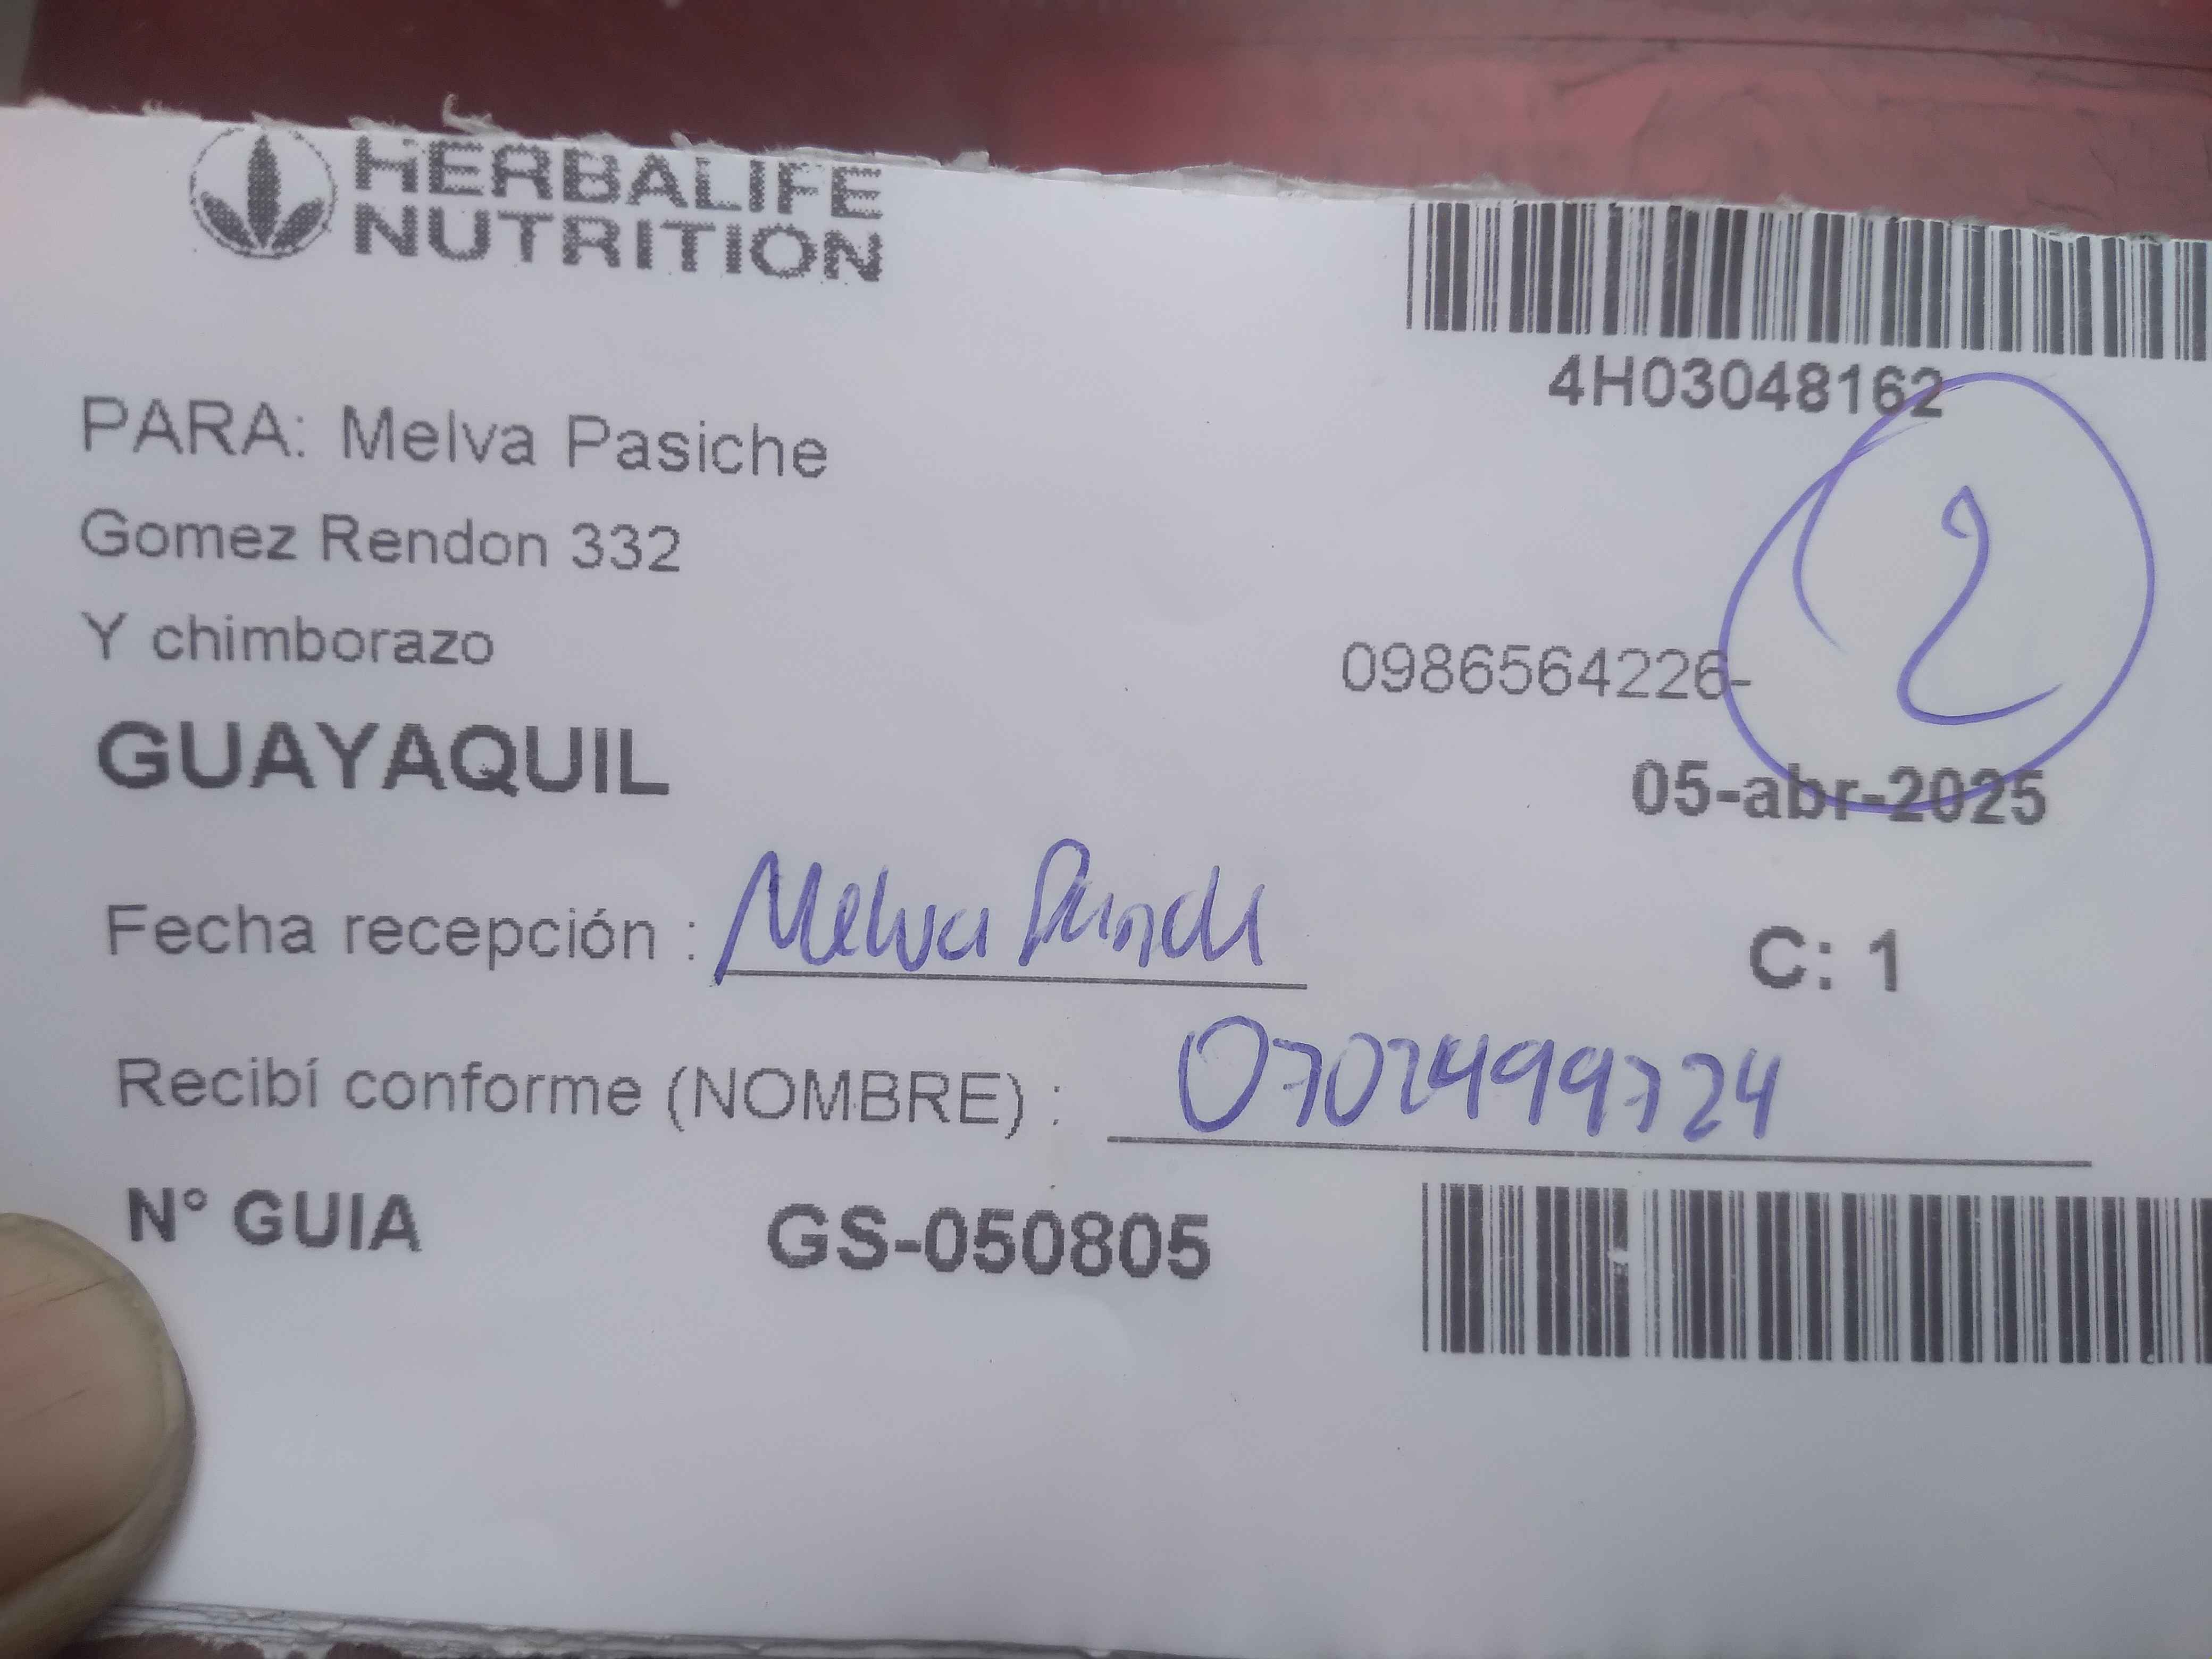 HERBALIFE
NUTRITION
4H03048162
PARA: Melva Pasiche
Gomez Rendon 332
Y chimborazo
0986564226-
2
GUAYAQUIL
05-abr-2025
Fecha recepción : Melva
C: 1
Recibí conforme (NOMBRE) : 0702499724
N° GUIA GS-050805